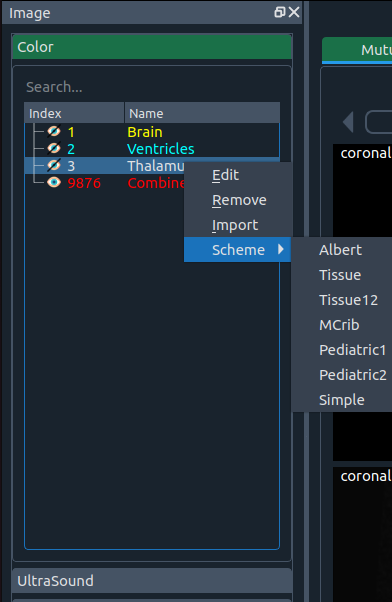 Image
Color
Search...
Index Name
1 Brain
2 Ventricles
3 Thalamu
9876 Combine
Edit
Remove
Import
Scheme
Albert
Tissue
Tissue12
MCrib
Pediatric1
Pediatric2
Simple
UltraSound
Mutu
coronal
coronal